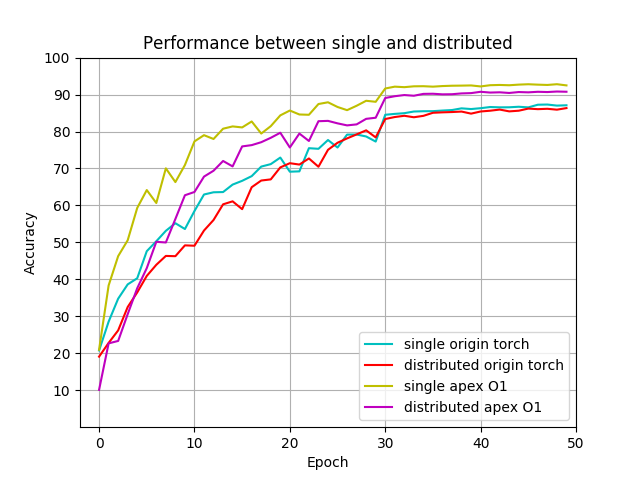 Performance between single and distributed
Accuracy
100
90
80
70
60
50
40
30
20
10
single origin torch
distributed origin torch
single apex O1
distributed apex O1
0
10
20
30
40
50
Epoch